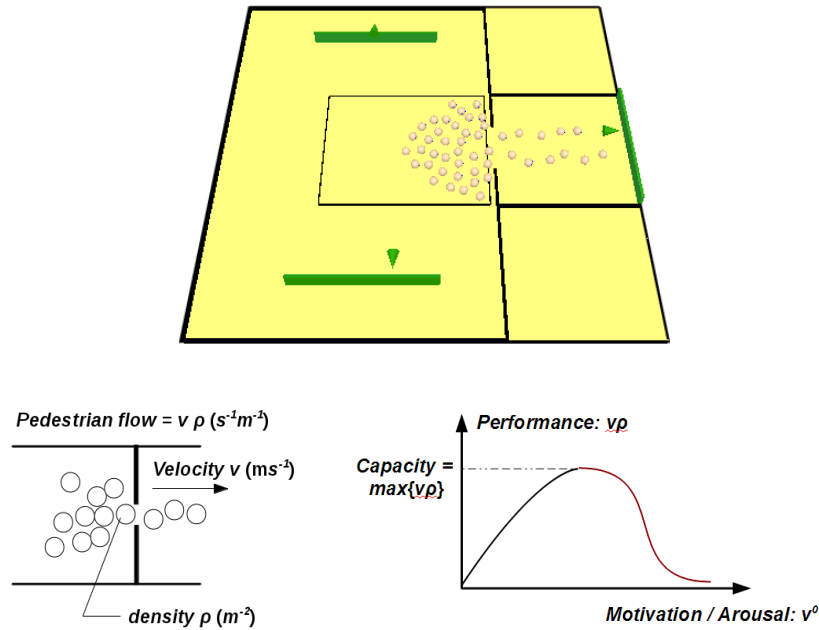 Pedestrian flow = v ρ (s⁻¹m⁻¹)
Velocity v (ms⁻¹)
density ρ (m⁻²)
Performance: vρ
Capacity =
max{vρ}
Motivation / Arousal: v⁰